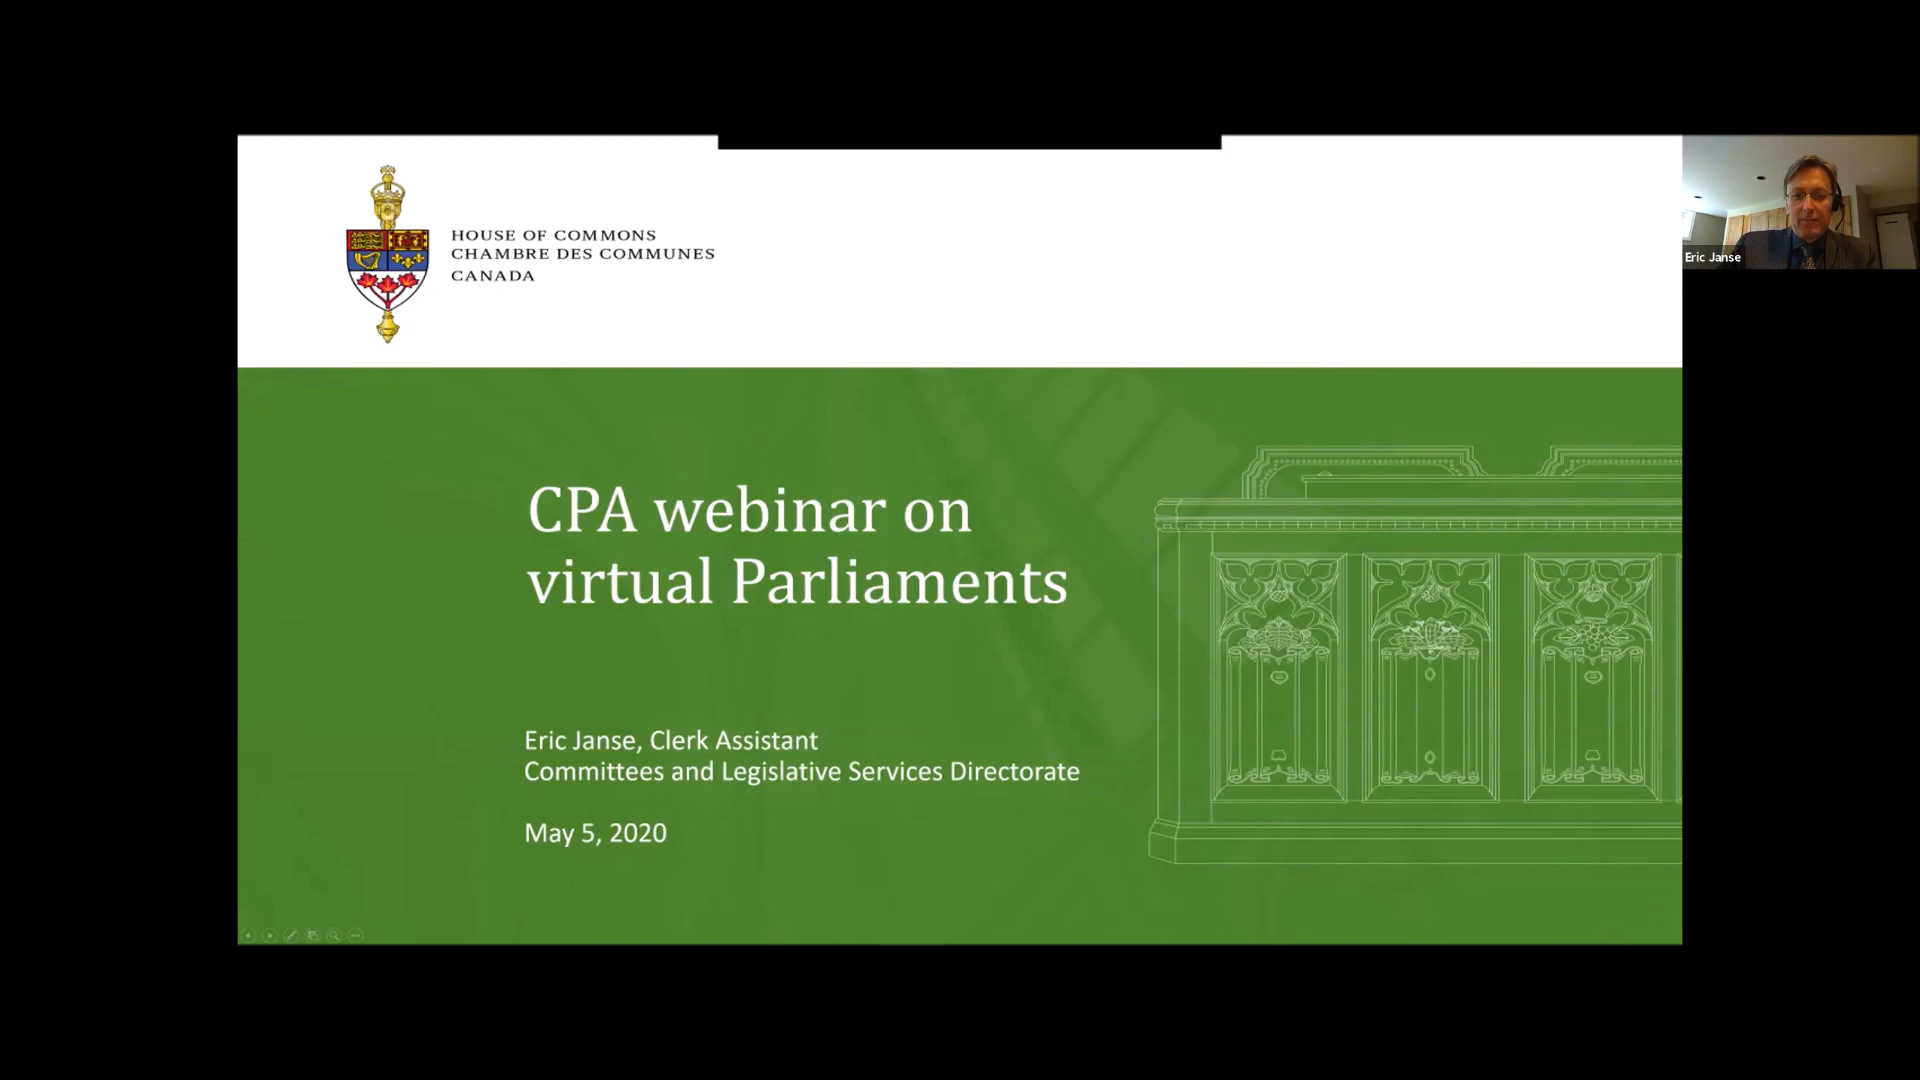 HOUSE OF COMMONS
CHAMBRE DES COMMUNES
CANADA
Eric Janse
CPA webinar on
virtual Parliaments
Eric Janse, Clerk Assistant
Committees and Legislative Services Directorate
May 5, 2020